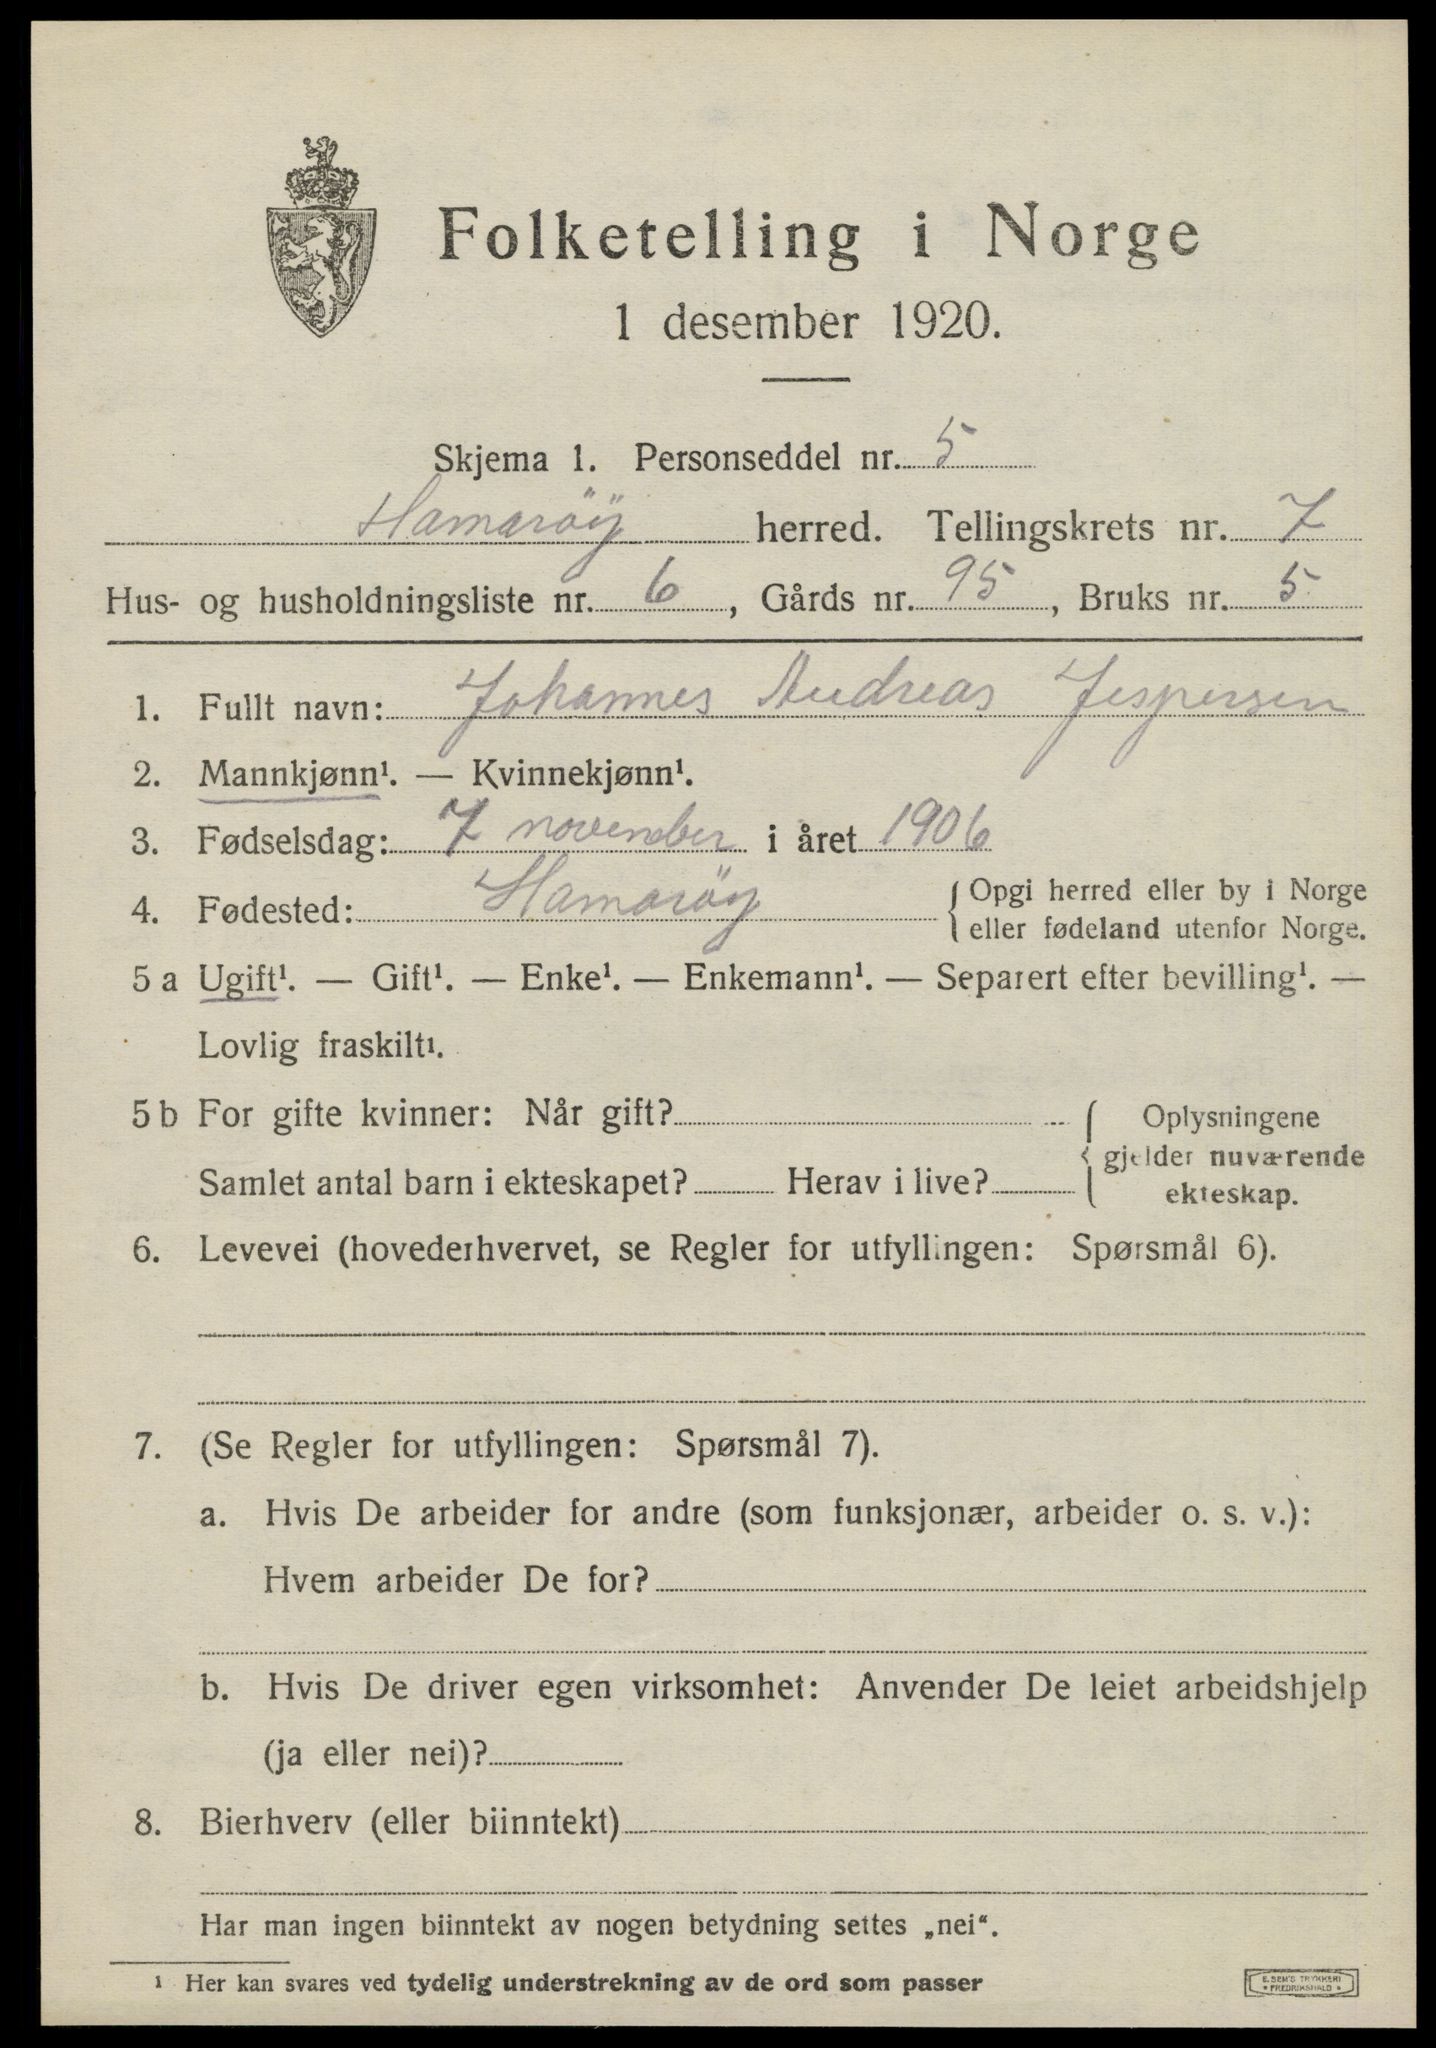 Folketelling i Norge
1 desember 1920.
Skjema 1. Personseddel nr. 5
Hamarøy herred. Tellingskrets nr. 7
Hus- og husholdningsliste nr. 6, Gårds nr. 95, Bruks nr. 5
1. Fullt navn: Johannes Andreas Jespersen
2. Mannkjønn¹. — Kvinnekjønn¹.
3. Fødselsdag: 7 november i året 1906
4. Fødested: Hamarøy { Opgi herred eller by i Norge
eller fødeland utenfor Norge.
5 a Ugift¹. — Gift¹. — Enke¹. — Enkemann¹. — Separert efter bevilling¹. —
Lovlig fraskilt¹.
5 b For gifte kvinner: Når gift? { Oplysningene
gjelder nuværende
Samlet antal barn i ekteskapet? Herav i live? ekteskap.
6. Levevei (hovederhvervet, se Regler for utfyllingen: Spørsmål 6).
7. (Se Regler for utfyllingen: Spørsmål 7).
a. Hvis De arbeider for andre (som funksjonær, arbeider o. s. v.):
Hvem arbeider De for?
b. Hvis De driver egen virksomhet: Anvender De leiet arbeidshjelp
(ja eller nei)?
8. Bierhverv (eller biinntekt)
Har man ingen biinntekt av nogen betydning settes „nei“.
¹ Her kan svares ved tydelig understrekning av de ord som passer
E. SEM'S TRYKKERI
* FREDRIKSHALD *